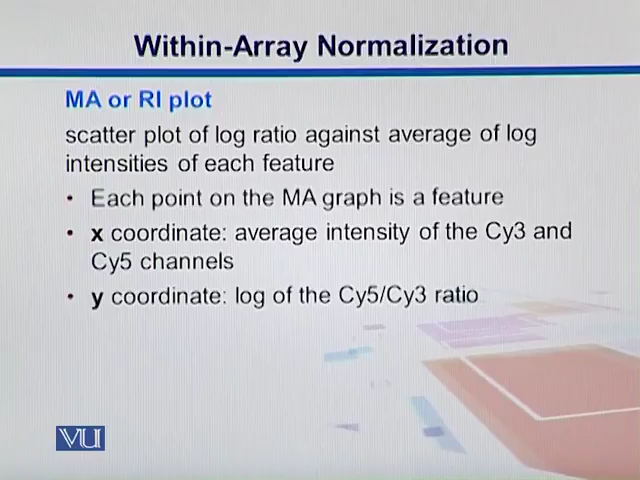 Within-Array Normalization
MA or RI plot
scatter plot of log ratio against average of log
intensities of each feature
• Each point on the MA graph is a feature
• x coordinate: average intensity of the Cy3 and
Cy5 channels
• y coordinate: log of the Cy5/Cy3 ratio
VU